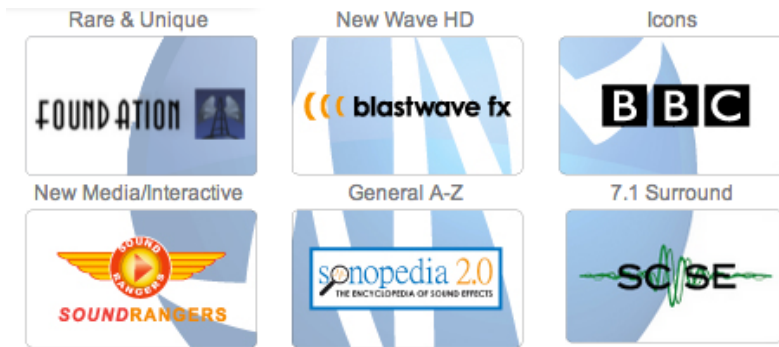 Rare & Unique
New Wave HD
Icons
FOUNDATION
blastwave fx
BBC
New Media/Interactive
General A-Z
7.1 Surround
SOUND
RANGERS
SOUNDRANGERS
sonopedia 2.0
THE ENCYCLOPEDIA OF SOUND EFFECTS
SCSE